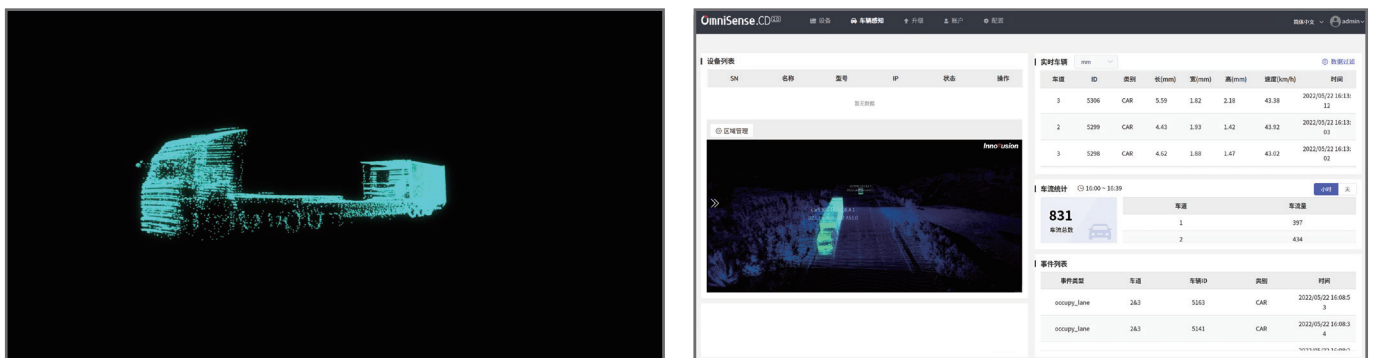 OmniSense.CD
设备 车辆感知 升级 账户 配置 简体中文 admin
设备列表
SN 名称 型号 IP 状态 操作
暂无数据
区域管理
Innovusion
实时车辆 mm 数据过滤
车道 ID 类别 长(mm) 宽(mm) 高(mm) 速度(km/h) 时间
3 5306 CAR 5.59 1.82 2.18 43.38 2022/05/22 16:13:
12
2 5299 CAR 4.43 1.93 1.42 43.92 2022/05/22 16:13:
03
3 5298 CAR 4.62 1.88 1.47 43.02 2022/05/22 16:13:
02
车流统计 16:00 ~ 16:39 小时 天
831
车流总数
车道 车流量
1 397
2 434
事件列表
事件类型 车道 车辆ID 类别 时间
occupy_lane 2&3 5163 CAR 2022/05/22 16:08:5
3
occupy_lane 2&3 5141 CAR 2022/05/22 16:08:3
4